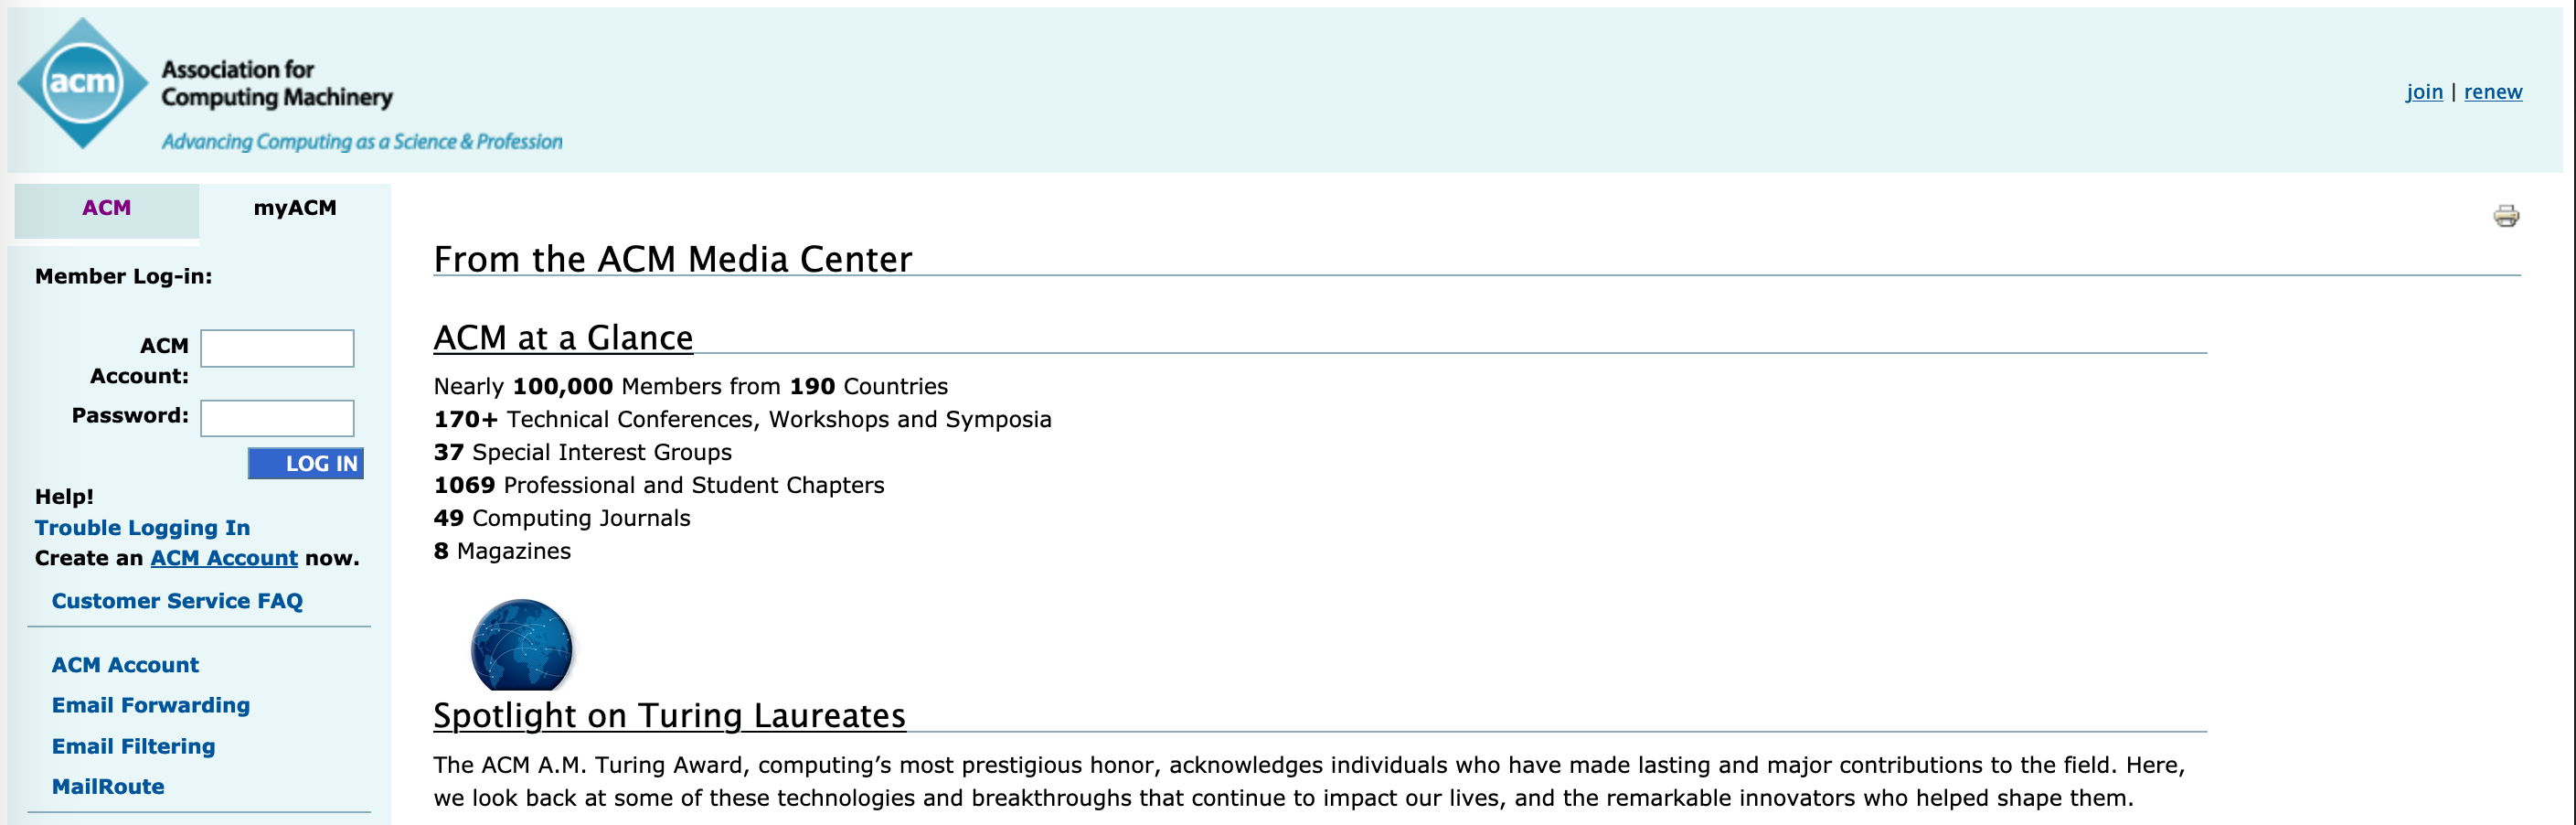 acm
Association for
Computing Machinery
Advancing Computing as a Science & Profession
join | renew
ACM
myACM
Member Log-in:
ACM
Account:
Password:
LOG IN
Help!
Trouble Logging In
Create an ACM Account now.
Customer Service FAQ
ACM Account
Email Forwarding
Email Filtering
MailRoute
From the ACM Media Center
ACM at a Glance
Nearly 100,000 Members from 190 Countries
170+ Technical Conferences, Workshops and Symposia
37 Special Interest Groups
1069 Professional and Student Chapters
49 Computing Journals
8 Magazines
Spotlight on Turing Laureates
The ACM A.M. Turing Award, computing’s most prestigious honor, acknowledges individuals who have made lasting and major contributions to the field. Here,
we look back at some of these technologies and breakthroughs that continue to impact our lives, and the remarkable innovators who helped shape them.